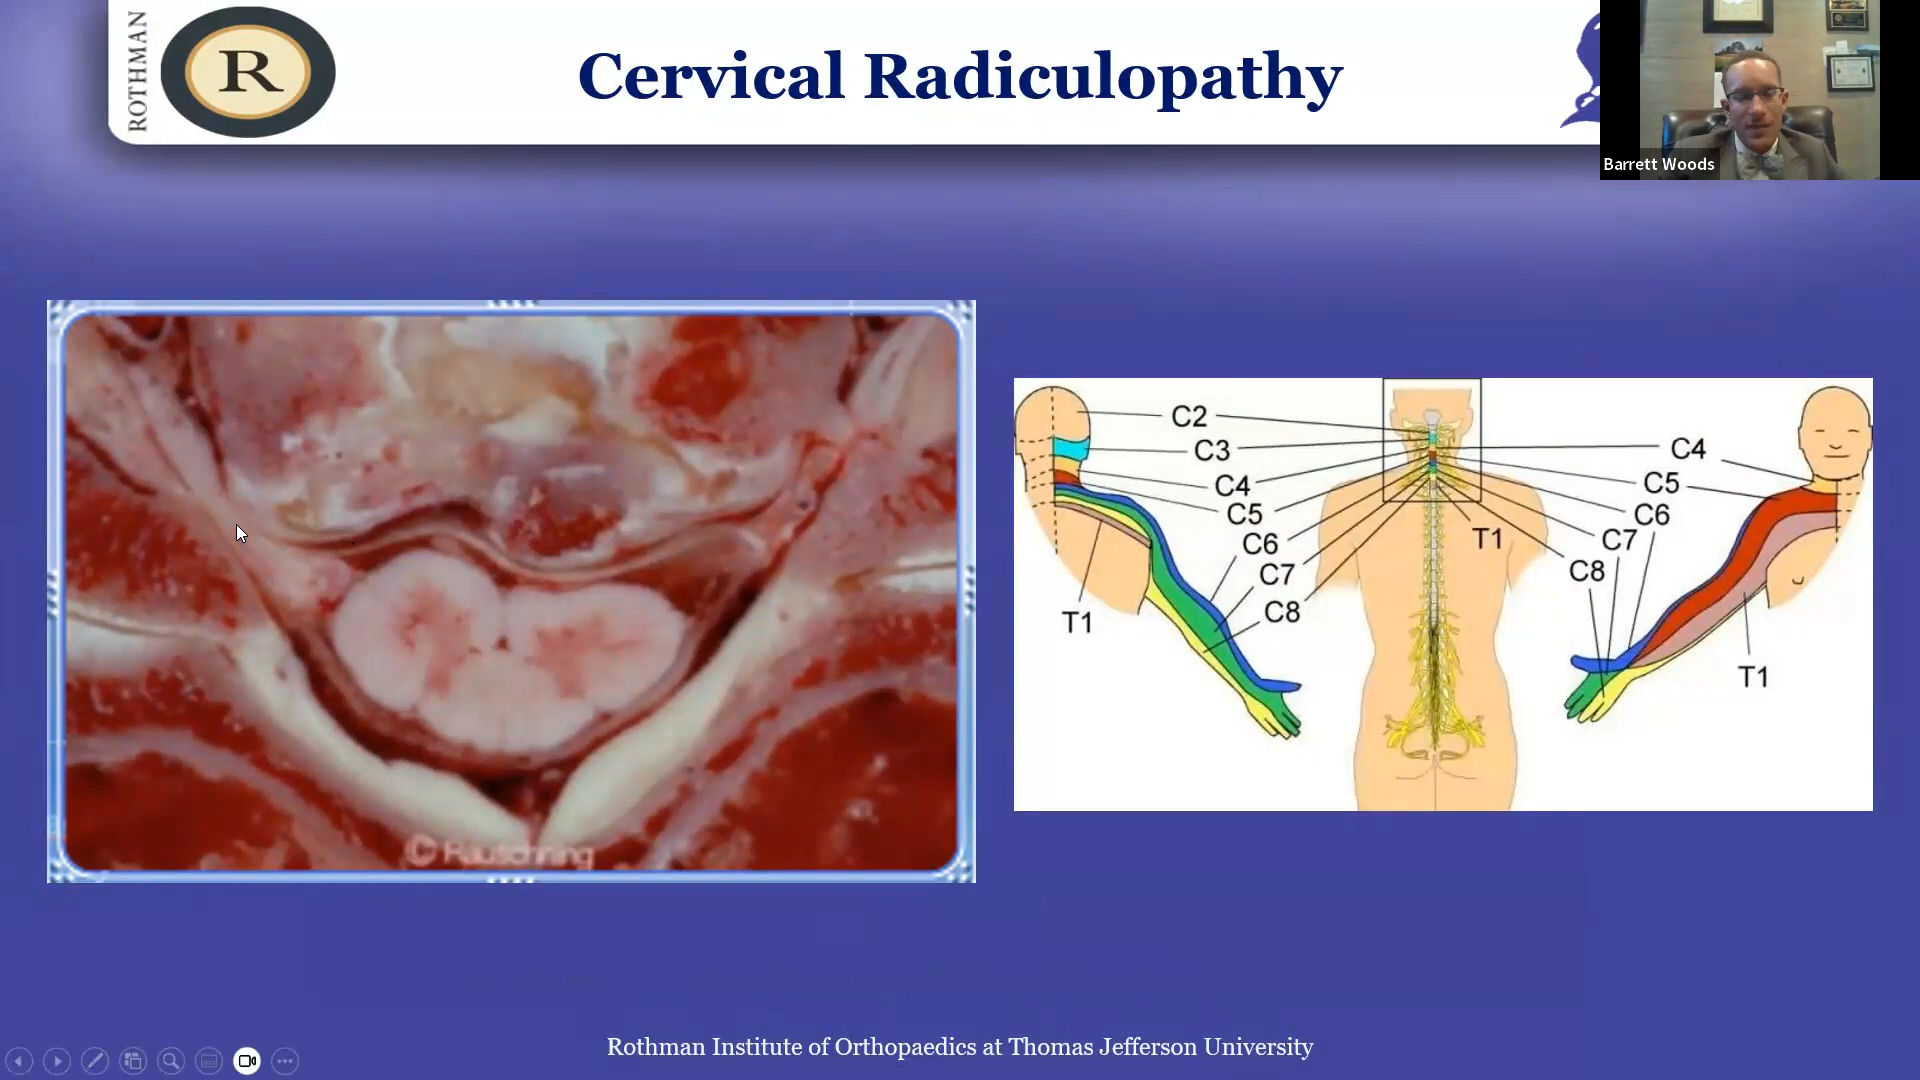 ROTHMAN
R
Cervical Radiculopathy
Barrett Woods
C2
C3
C4
C5
C6
C7
C8
T1
T1
C4
C5
C6
C7
C8
T1
© Rauschning
Rothman Institute of Orthopaedics at Thomas Jefferson University